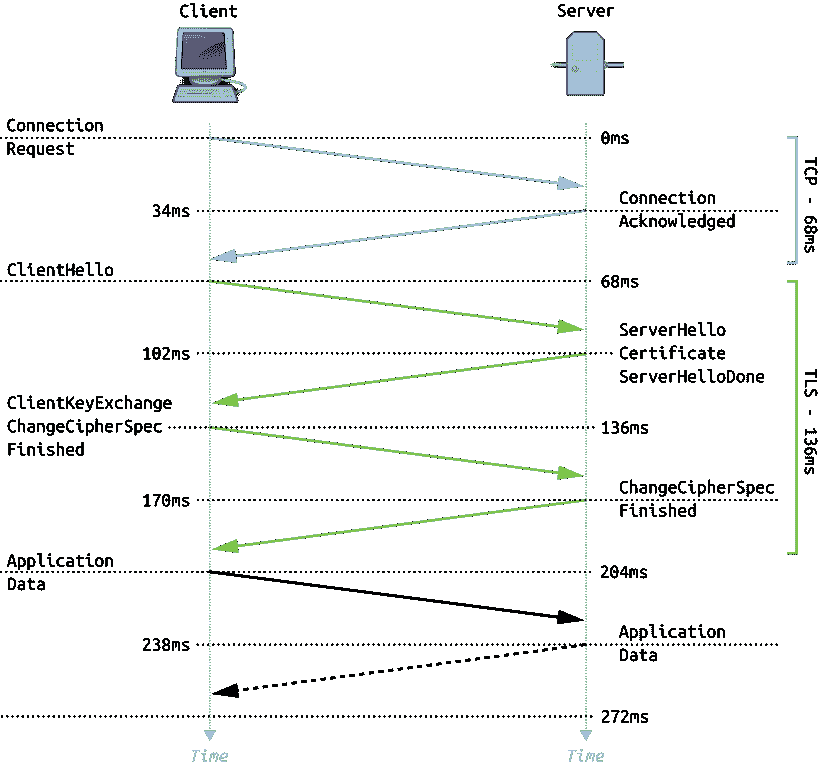 Client
Server
Connection
Request
0ms
Connection
Acknowledged
34ms
TCP - 68ms
ClientHello
68ms
ServerHello
Certificate
ServerHelloDone
102ms
ClientKeyExchange
ChangeCipherSpec
Finished
136ms
TLS - 136ms
ChangeCipherSpec
Finished
170ms
Application
Data
204ms
Application
Data
238ms
272ms
Time
Time